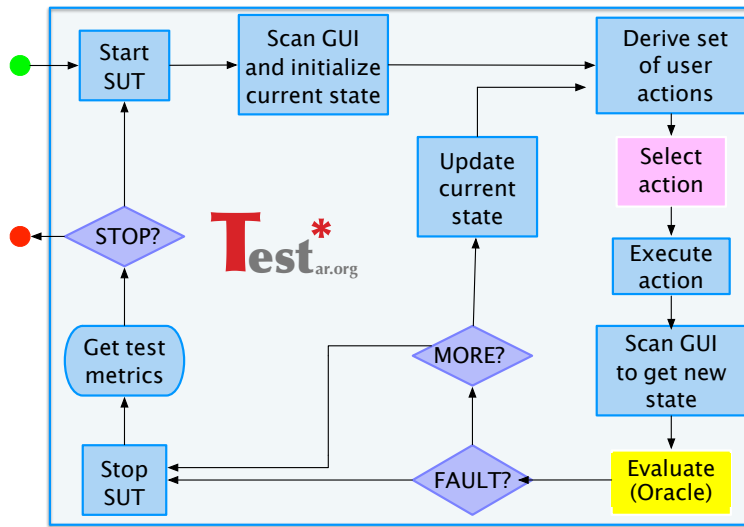 Start
SUT
Scan GUI
and initialize
current state
Derive set
of user
actions
Select
action
Update
current
state
STOP?
Test*
ar.org
Execute
action
Get test
metrics
MORE?
Scan GUI
to get new
state
Stop
SUT
FAULT?
Evaluate
(Oracle)